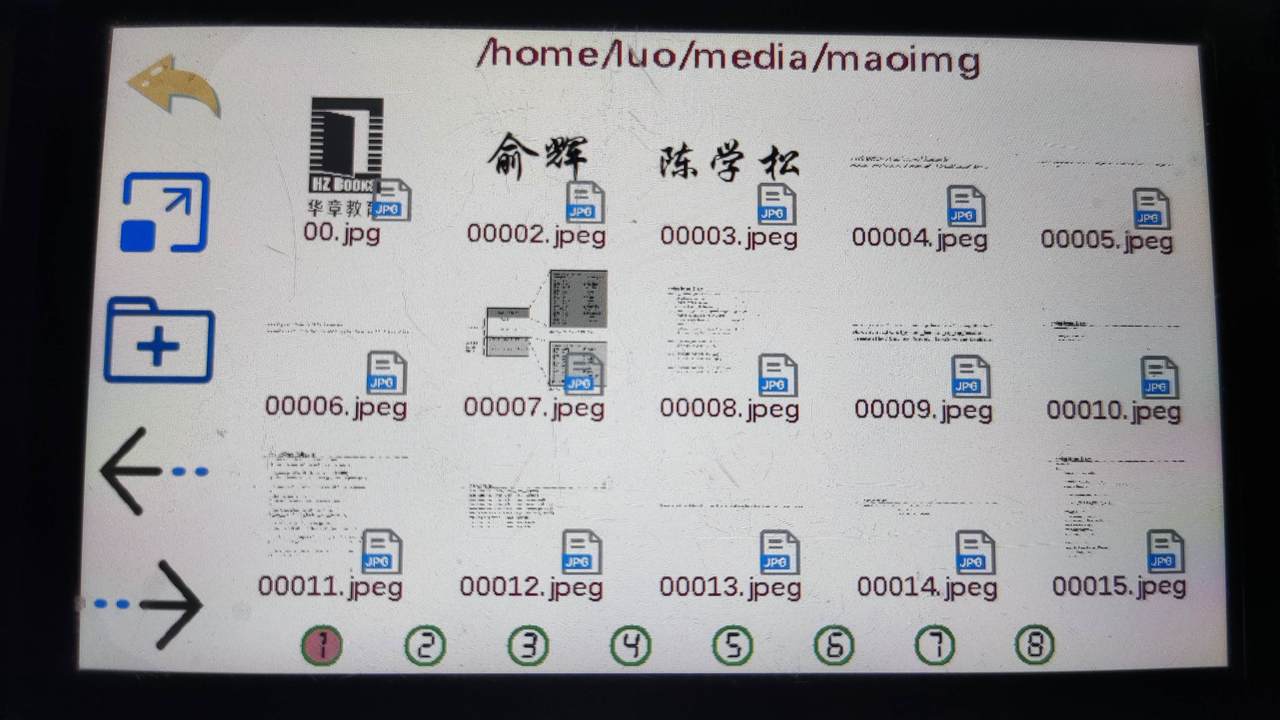 /home/luo/media/maoimg
HZ BOOKS
华章教育
俞辉
陈学松
JPG JPG JPG JPG JPG
00.jpg 00002.jpeg 00003.jpeg 00004.jpeg 00005.jpeg
JPG JPG JPG JPG JPG
00006.jpeg 00007.jpeg 00008.jpeg 00009.jpeg 00010.jpeg
JPG JPG JPG JPG JPG
00011.jpeg 00012.jpeg 00013.jpeg 00014.jpeg 00015.jpeg
1 2 3 4 5 6 7 8